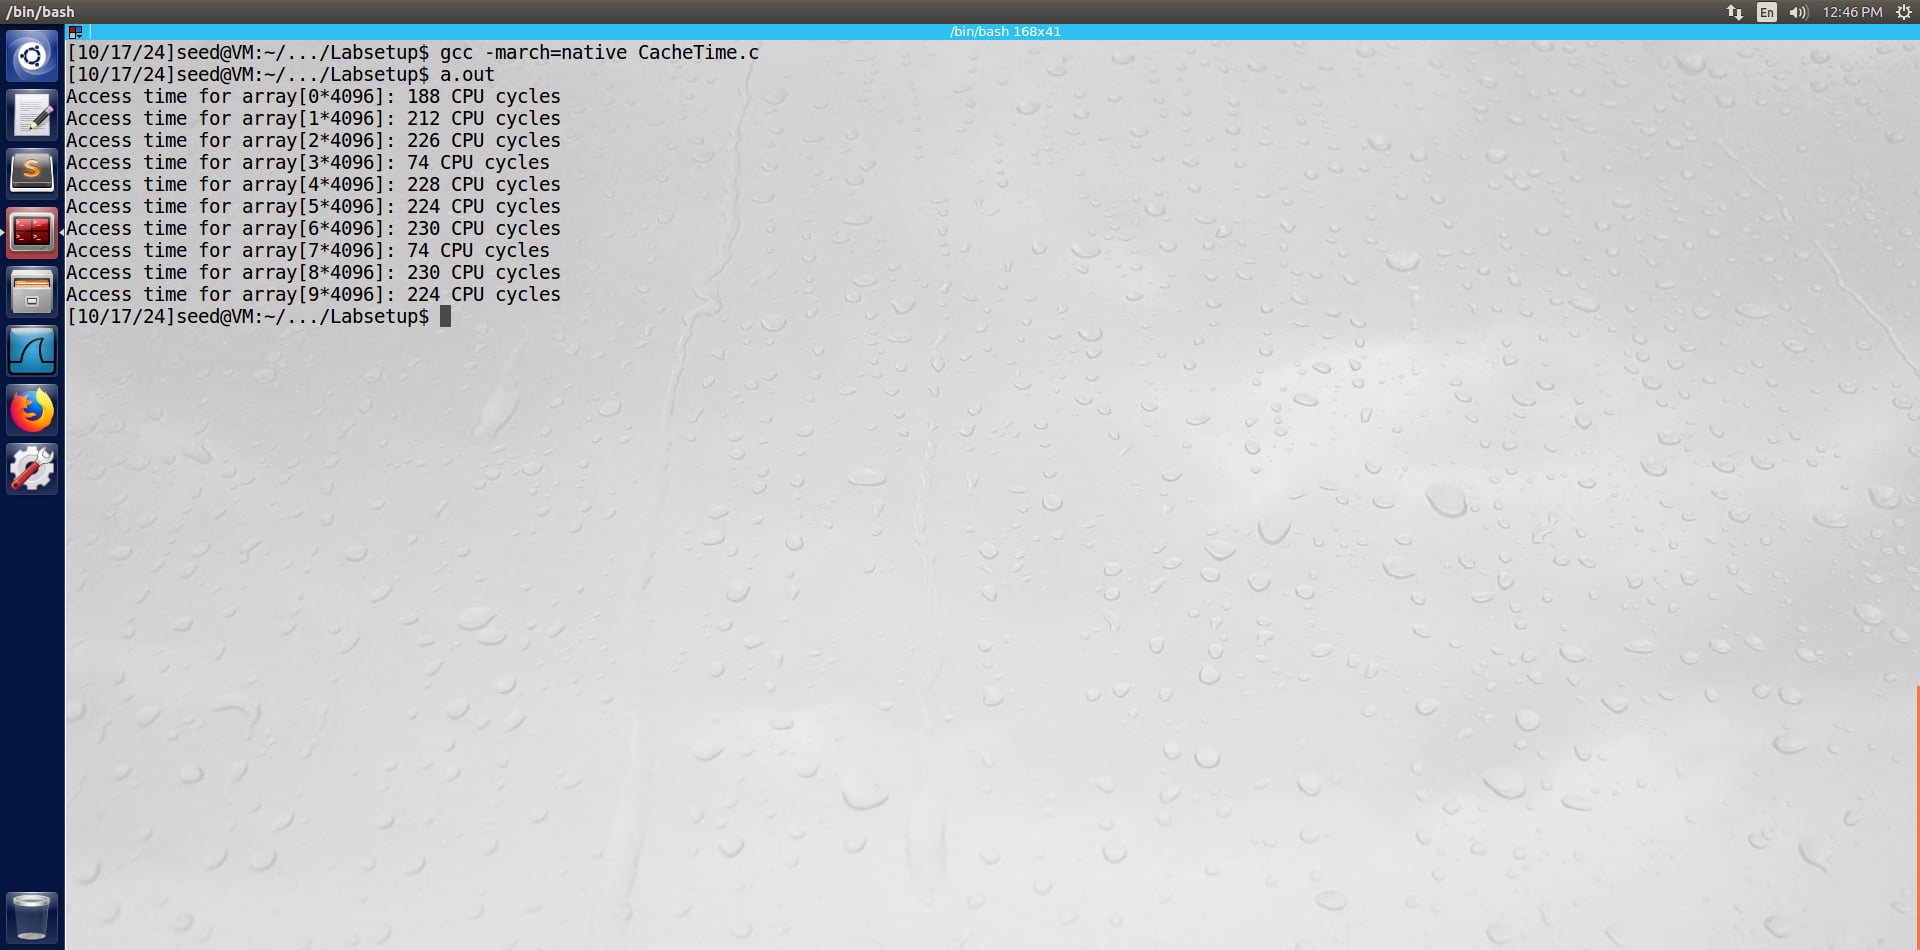 /bin/bash
En
12:46 PM
/bin/bash 168x41
[10/17/24]seed@VM:~/.../Labsetup$ gcc -march=native CacheTime.c
[10/17/24]seed@VM:~/.../Labsetup$ a.out
Access time for array[0*4096]: 188 CPU cycles
Access time for array[1*4096]: 212 CPU cycles
Access time for array[2*4096]: 226 CPU cycles
Access time for array[3*4096]: 74 CPU cycles
Access time for array[4*4096]: 228 CPU cycles
Access time for array[5*4096]: 224 CPU cycles
Access time for array[6*4096]: 230 CPU cycles
Access time for array[7*4096]: 74 CPU cycles
Access time for array[8*4096]: 230 CPU cycles
Access time for array[9*4096]: 224 CPU cycles
[10/17/24]seed@VM:~/.../Labsetup$